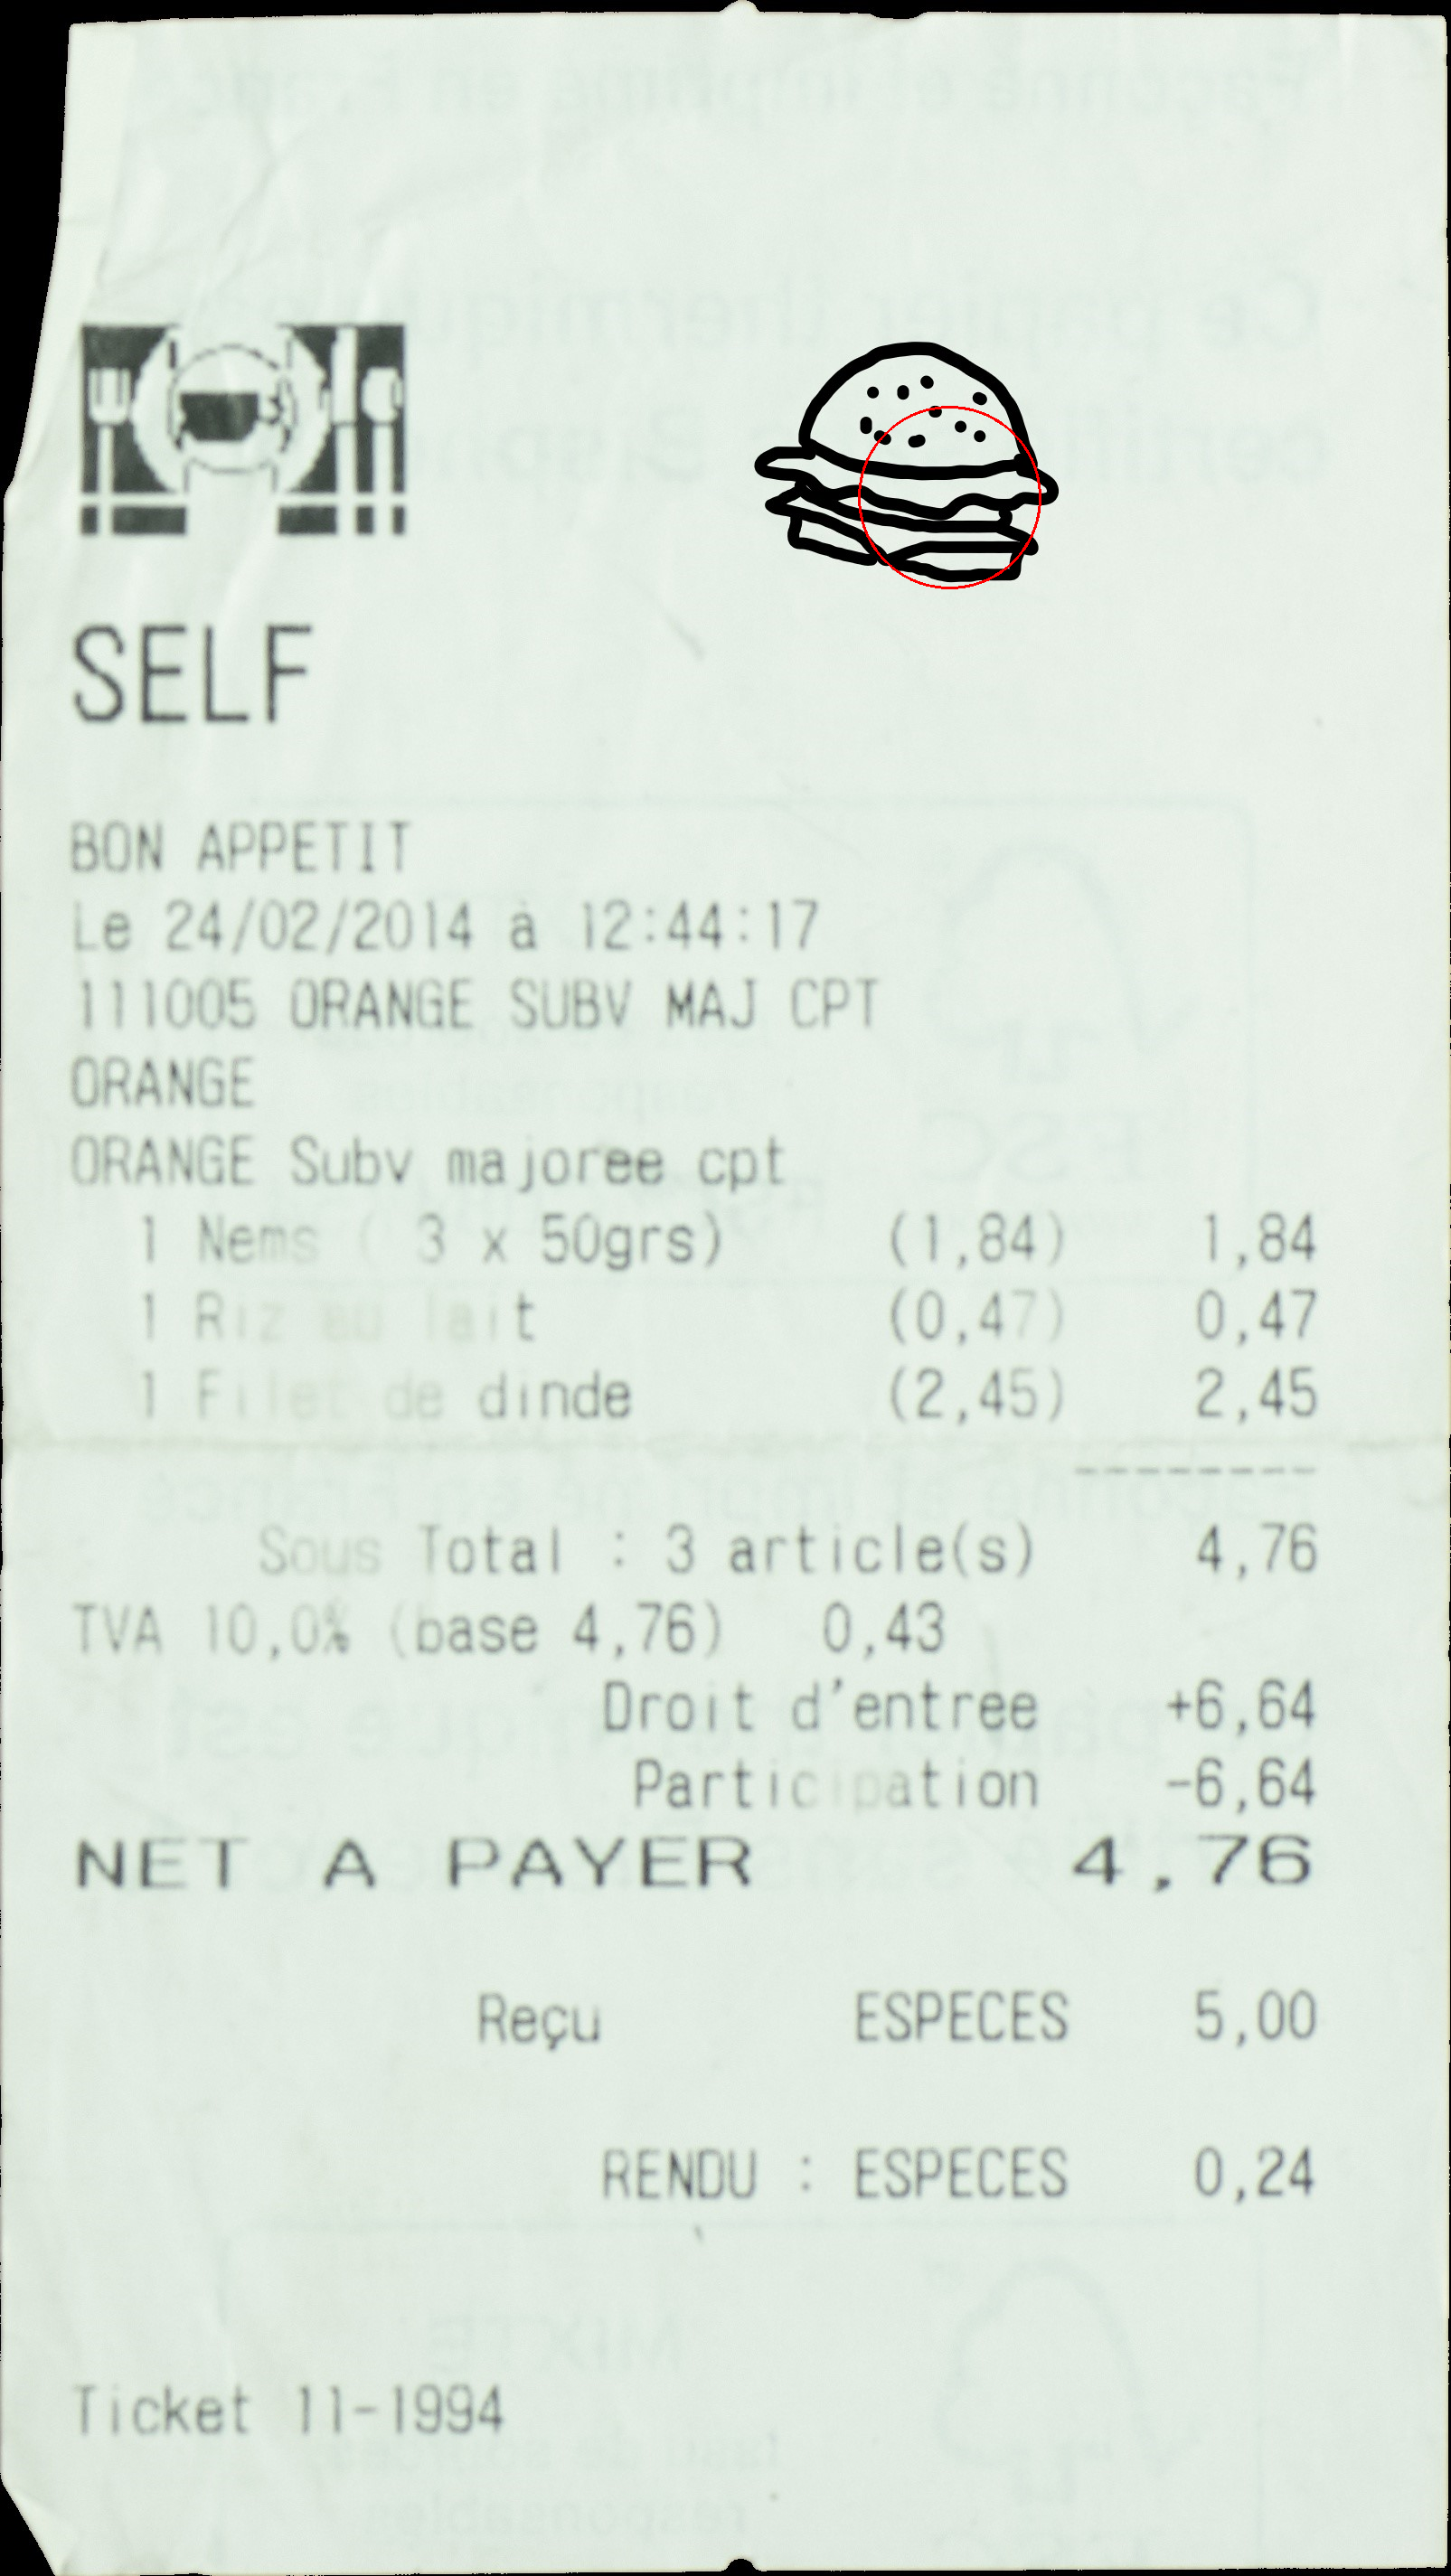 SELF
BON APPETIT
Le 24/02/2014 à 12:44:17
111005 ORANGE SUBV MAJ CPT
ORANGE
ORANGE Subv majoree cpt
1 Nems ( 3 x 50grs) (1,84) 1,84
1 Riz au lait (0,47) 0,47
1 Filet de dinde (2,45) 2,45
---------
Sous Total : 3 article(s) 4,76
TVA 10,0% (base 4,76) 0,43
Droit d'entree +6,64
Participation -6,64
NET A PAYER 4,76
Reçu ESPECES 5,00
RENDU : ESPECES 0,24
Ticket 11-1994